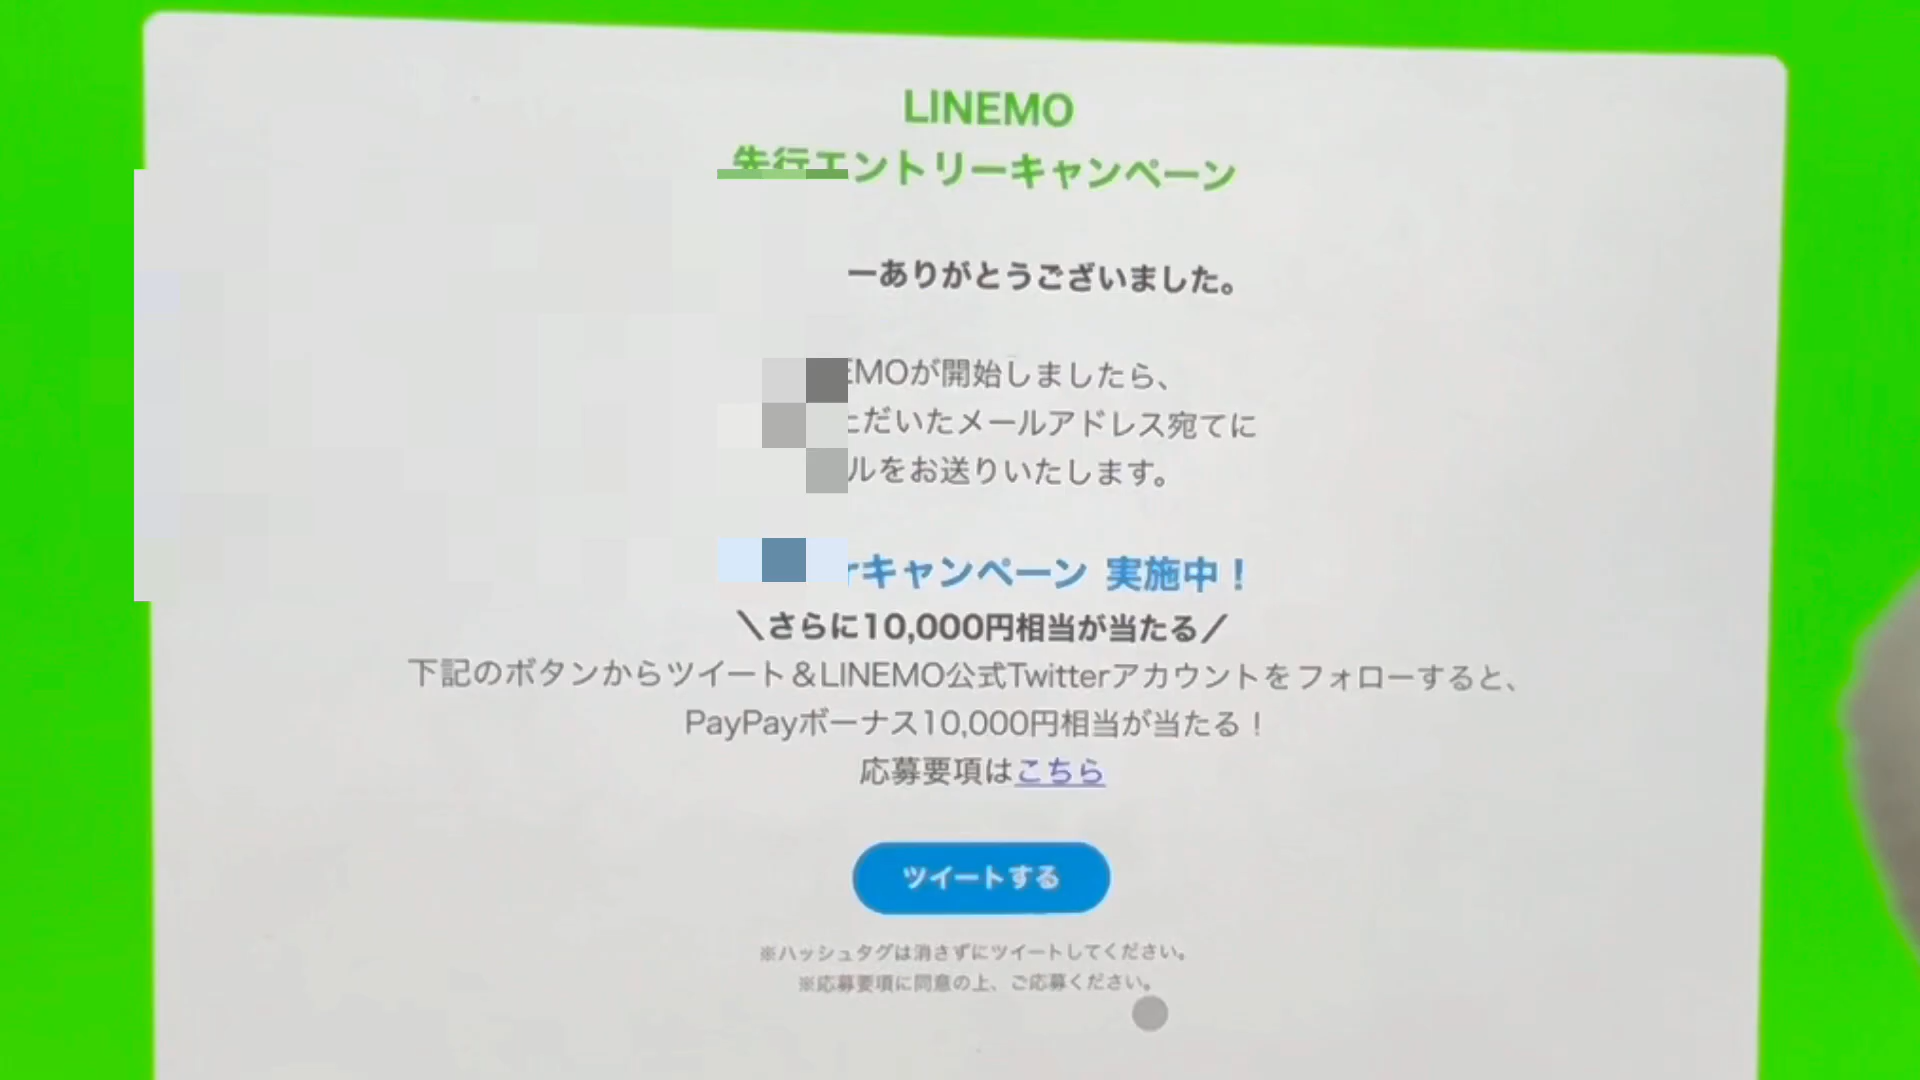 LINEMO
先行エントリーキャンペーン
ーありがとうございました。
EMOが開始しましたら、
ただいたメールアドレス宛てに
ルをお送りいたします。
rキャンペーン 実施中！
＼さらに10,000円相当が当たる／
下記のボタンからツイート＆LINEMO公式Twitterアカウントをフォローすると、
PayPayボーナス10,000円相当が当たる！
応募要項はこちら
ツイートする
※ハッシュタグは消さずにツイートしてください。
※応募要項に同意の上、ご応募ください。